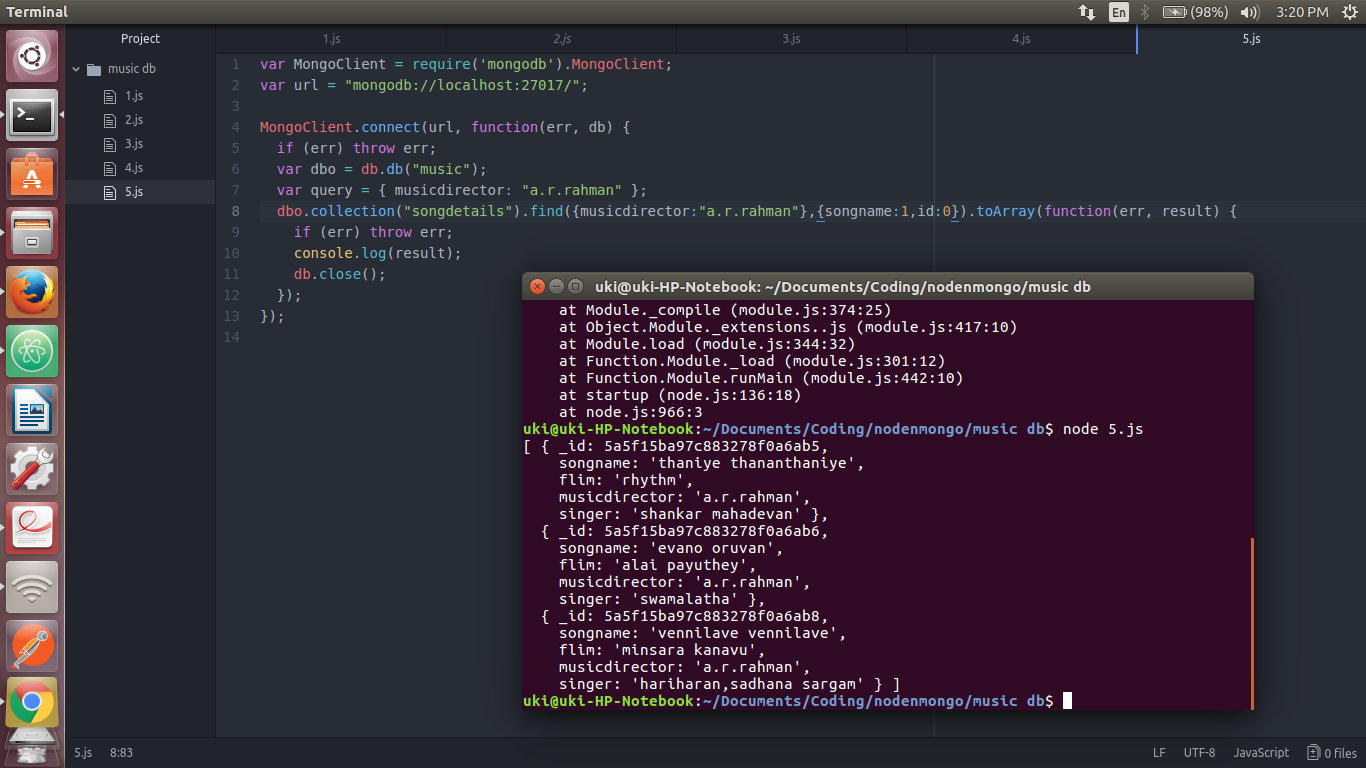 Terminal
En
(98%)
3:20 PM
Project
1.js
2.js
3.js
4.js
5.js
music db
1.js
2.js
3.js
4.js
5.js
1 var MongoClient = require('mongodb').MongoClient;
2 var url = "mongodb://localhost:27017/";
3
4 MongoClient.connect(url, function(err, db) {
5 if (err) throw err;
6 var dbo = db.db("music");
7 var query = { musicdirector: "a.r.rahman" };
8 dbo.collection("songdetails").find({musicdirector:"a.r.rahman"},{songname:1,id:0}).toArray(function(err, result) {
9 if (err) throw err;
10 console.log(result);
11 db.close();
12 });
13 });
14
uki@uki-HP-Notebook: ~/Documents/Coding/nodenmongo/music db
at Module._compile (module.js:374:25)
at Object.Module._extensions..js (module.js:417:10)
at Module.load (module.js:344:32)
at Function.Module._load (module.js:301:12)
at Function.Module.runMain (module.js:442:10)
at startup (node.js:136:18)
at node.js:966:3
uki@uki-HP-Notebook:~/Documents/Coding/nodenmongo/music db$ node 5.js
[ { _id: 5a5f15ba97c883278f0a6ab5,
songname: 'thaniye thananthaniye',
flim: 'rhythm',
musicdirector: 'a.r.rahman',
singer: 'shankar mahadevan' },
{ _id: 5a5f15ba97c883278f0a6ab6,
songname: 'evano oruvan',
flim: 'alai payuthey',
musicdirector: 'a.r.rahman',
singer: 'swamalatha' },
{ _id: 5a5f15ba97c883278f0a6ab8,
songname: 'vennilave vennilave',
flim: 'minsara kanavu',
musicdirector: 'a.r.rahman',
singer: 'hariharan,sadhana sargam' } ]
uki@uki-HP-Notebook:~/Documents/Coding/nodenmongo/music db$
5.js 8:83
LF UTF-8 JavaScript 0 files